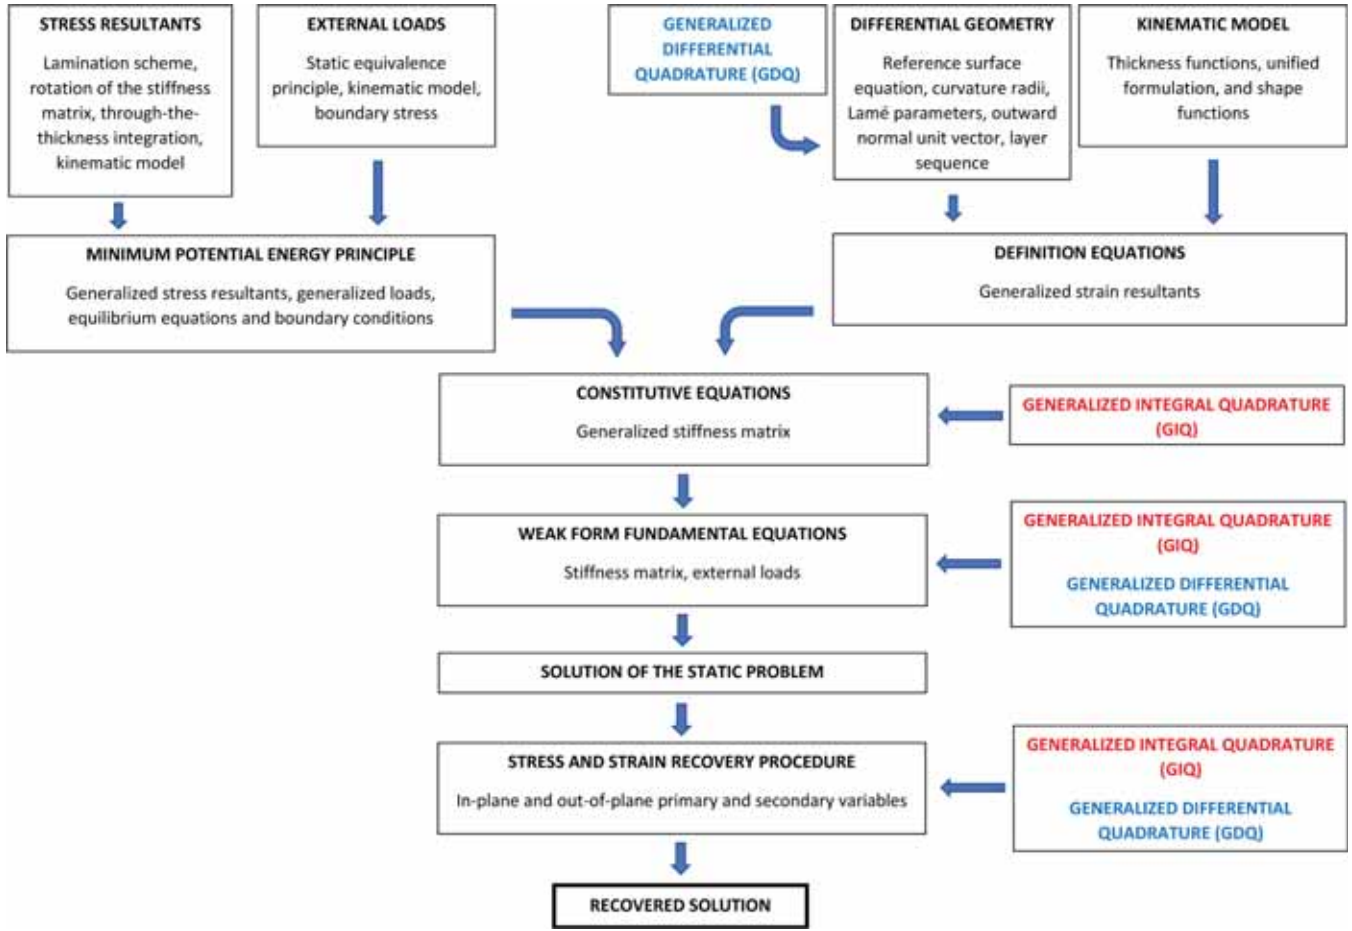 STRESS RESULTANTS
Lamination scheme,
rotation of the stiffness
matrix, through-the-
thickness integration,
kinematic model
EXTERNAL LOADS
Static equivalence
principle, kinematic model,
boundary stress
GENERALIZED
DIFFERENTIAL
QUADRATURE (GDQ)
DIFFERENTIAL GEOMETRY
Reference surface
equation, curvature radii,
Lamé parameters, outward
normal unit vector, layer
sequence
KINEMATIC MODEL
Thickness functions, unified
formulation, and shape
functions
MINIMUM POTENTIAL ENERGY PRINCIPLE
Generalized stress resultants, generalized loads,
equilibrium equations and boundary conditions
DEFINITION EQUATIONS
Generalized strain resultants
CONSTITUTIVE EQUATIONS
Generalized stiffness matrix
GENERALIZED INTEGRAL QUADRATURE
(GIQ)
WEAK FORM FUNDAMENTAL EQUATIONS
Stiffness matrix, external loads
GENERALIZED INTEGRAL QUADRATURE
(GIQ)
GENERALIZED DIFFERENTIAL
QUADRATURE (GDQ)
SOLUTION OF THE STATIC PROBLEM
STRESS AND STRAIN RECOVERY PROCEDURE
In-plane and out-of-plane primary and secondary variables
GENERALIZED INTEGRAL QUADRATURE
(GIQ)
GENERALIZED DIFFERENTIAL
QUADRATURE (GDQ)
RECOVERED SOLUTION